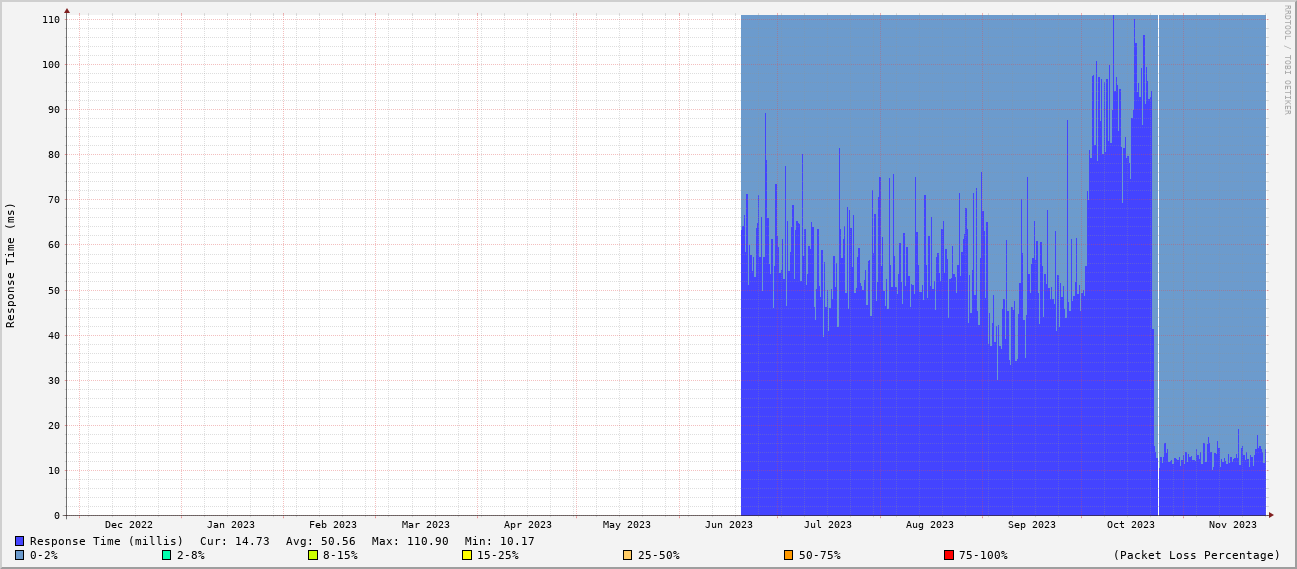 RRDTOOL / TOBI OETIKER
Response Time (ms)
110
100
90
80
70
60
50
40
30
20
10
0
Dec 2022 Jan 2023 Feb 2023 Mar 2023 Apr 2023 May 2023 Jun 2023 Jul 2023 Aug 2023 Sep 2023 Oct 2023 Nov 2023
Response Time (millis) Cur: 14.73 Avg: 50.56 Max: 110.90 Min: 10.17
0-2% 2-8% 8-15% 15-25% 25-50% 50-75% 75-100% (Packet Loss Percentage)